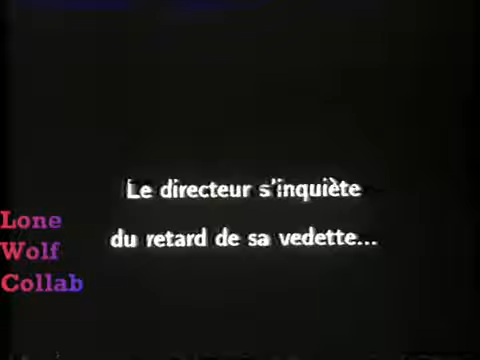 Le directeur s'inquiète
du retard de sa vedette...
Lone
Wolf
Collab